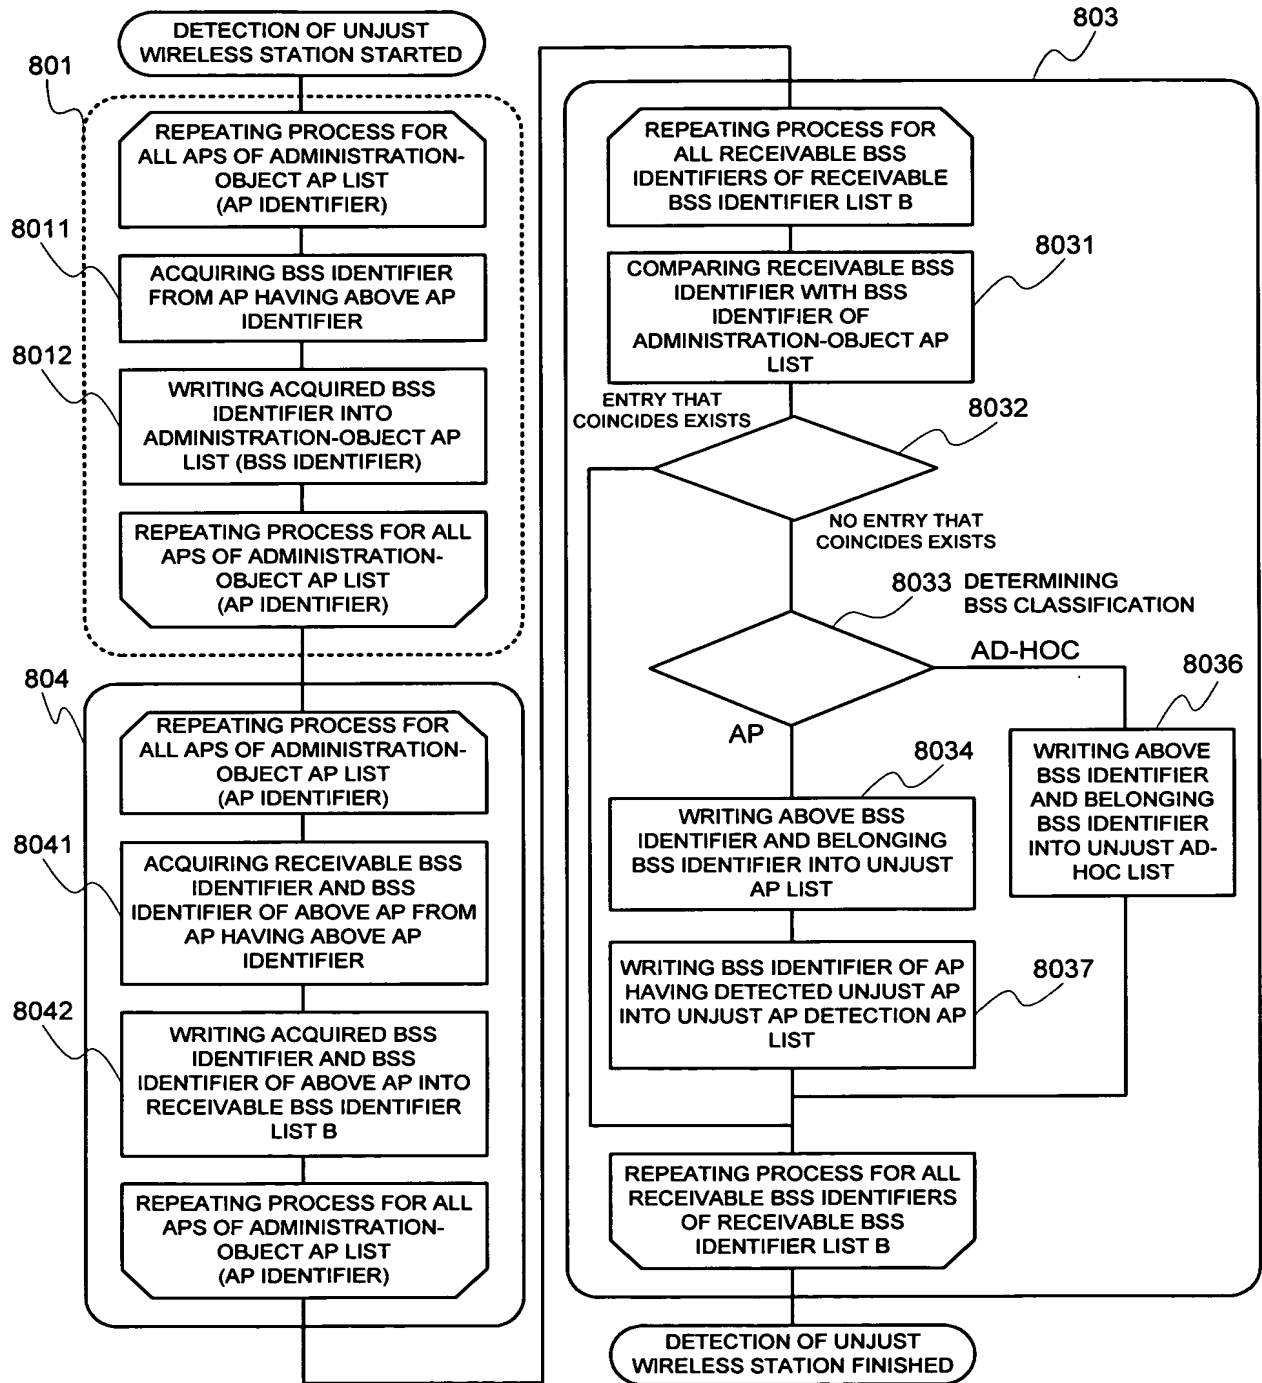 DETECTION OF UNJUST
WIRELESS STATION STARTED
801
REPEATING PROCESS FOR
ALL APS OF ADMINISTRATION-
OBJECT AP LIST
(AP IDENTIFIER)
8011
ACQUIRING BSS IDENTIFIER
FROM AP HAVING ABOVE AP
IDENTIFIER
8012
WRITING ACQUIRED BSS
IDENTIFIER INTO
ADMINISTRATION-OBJECT AP
LIST (BSS IDENTIFIER)
REPEATING PROCESS FOR ALL
APS OF ADMINISTRATION-
OBJECT AP LIST
(AP IDENTIFIER)
804
REPEATING PROCESS FOR
ALL APS OF ADMINISTRATION-
OBJECT AP LIST
(AP IDENTIFIER)
8041
ACQUIRING RECEIVABLE BSS
IDENTIFIER AND BSS
IDENTIFIER OF ABOVE AP FROM
AP HAVING ABOVE AP
IDENTIFIER
8042
WRITING ACQUIRED BSS
IDENTIFIER AND BSS
IDENTIFIER OF ABOVE AP INTO
RECEIVABLE BSS IDENTIFIER
LIST B
REPEATING PROCESS FOR ALL
APS OF ADMINISTRATION-
OBJECT AP LIST
(AP IDENTIFIER)
803
REPEATING PROCESS FOR
ALL RECEIVABLE BSS
IDENTIFIERS OF RECEIVABLE
BSS IDENTIFIER LIST B
8031
COMPARING RECEIVABLE BSS
IDENTIFIER WITH BSS
IDENTIFIER OF
ADMINISTRATION-OBJECT AP
LIST
ENTRY THAT
COINCIDES EXISTS
8032
NO ENTRY THAT
COINCIDES EXISTS
8033 DETERMINING
BSS CLASSIFICATION
AD-HOC
8036
AP
8034
WRITING ABOVE BSS
IDENTIFIER AND BELONGING
BSS IDENTIFIER INTO UNJUST
AP LIST
WRITING ABOVE
BSS IDENTIFIER
AND BELONGING
BSS IDENTIFIER
INTO UNJUST AD-
HOC LIST
WRITING BSS IDENTIFIER OF AP
HAVING DETECTED UNJUST AP
INTO UNJUST AP DETECTION AP
LIST
8037
REPEATING PROCESS FOR ALL
RECEIVABLE BSS IDENTIFIERS
OF RECEIVABLE BSS
IDENTIFIER LIST B
DETECTION OF UNJUST
WIRELESS STATION FINISHED